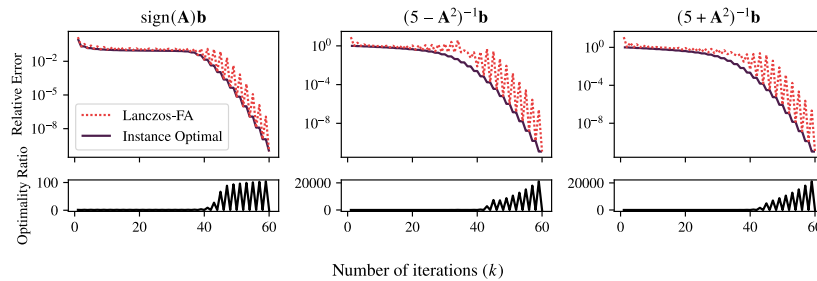 sign(A)b
(5 − A²)⁻¹b
(5 + A²)⁻¹b
Relative Error
10⁻²
10⁻⁵
10⁻⁸
Lanczos-FA
Instance Optimal
10⁰
10⁻⁴
10⁻⁸
10⁰
10⁻⁴
10⁻⁸
Optimality Ratio
100
0
0 20 40 60
20000
0
0 20 40 60
20000
0
0 20 40 60
Number of iterations (k)